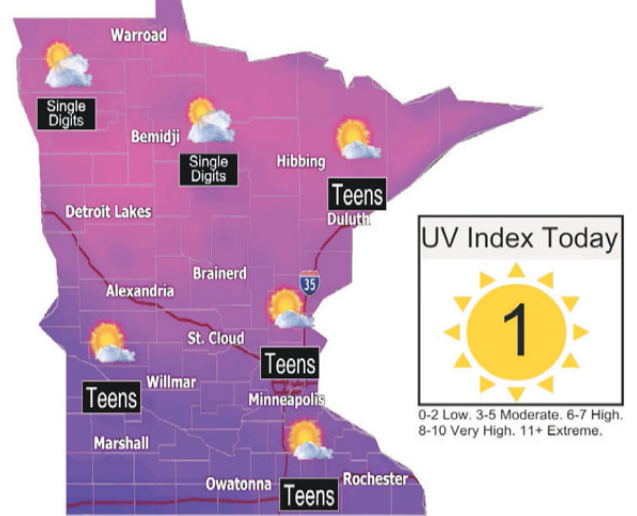 Warroad
Single
Digits
Bemidji
Single
Digits
Hibbing
Teens
Duluth
Detroit Lakes
UV Index Today
1
0-2 Low. 3-5 Moderate. 6-7 High.
8-10 Very High. 11+ Extreme.
Brainerd
35
Alexandria
St. Cloud
Teens
Willmar
Teens
Minneapolis
Marshall
Owatonna
Teens
Rochester